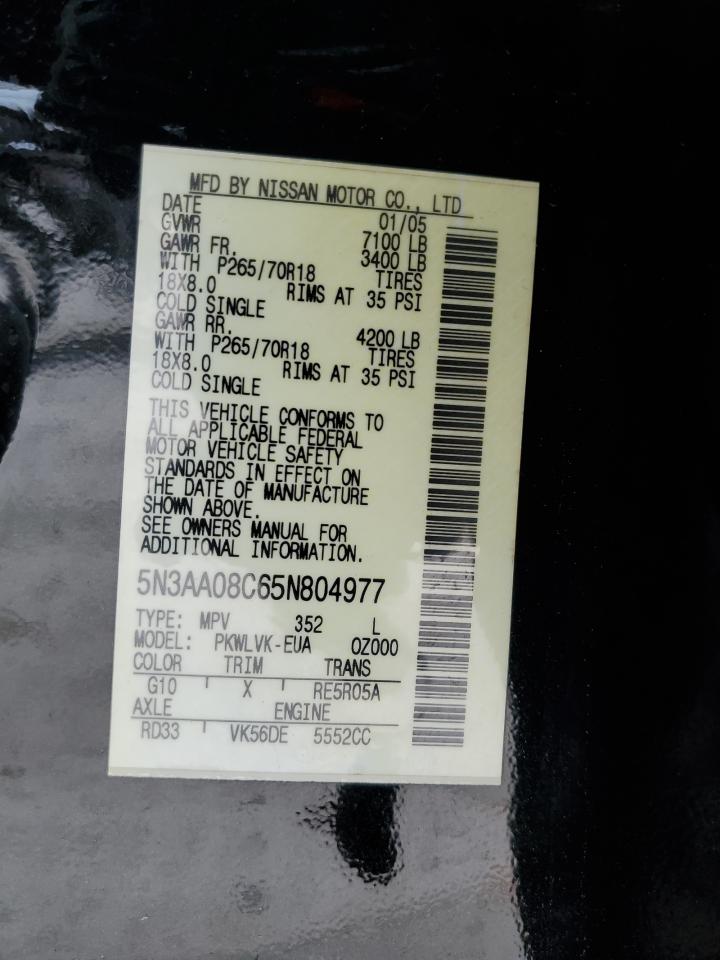 MFD BY NISSAN MOTOR CO., LTD
DATE 01/05
GVWR 7100 LB
GAWR FR. 3400 LB
WITH P265/70R18 TIRES
18X8.0 RIMS AT 35 PSI
COLD SINGLE
GAWR RR. 4200 LB
WITH P265/70R18 TIRES
18X8.0 RIMS AT 35 PSI
COLD SINGLE
THIS VEHICLE CONFORMS TO
ALL APPLICABLE FEDERAL
MOTOR VEHICLE SAFETY
STANDARDS IN EFFECT ON
THE DATE OF MANUFACTURE
SHOWN ABOVE.
SEE OWNERS MANUAL FOR
ADDITIONAL INFORMATION.
5N3AA08C65N804977
TYPE: MPV 352 L
MODEL: PKWLVK-EUA OZ000
COLOR TRIM TRANS
G10 X RE5R05A
AXLE ENGINE
RD33 VK56DE 5552CC